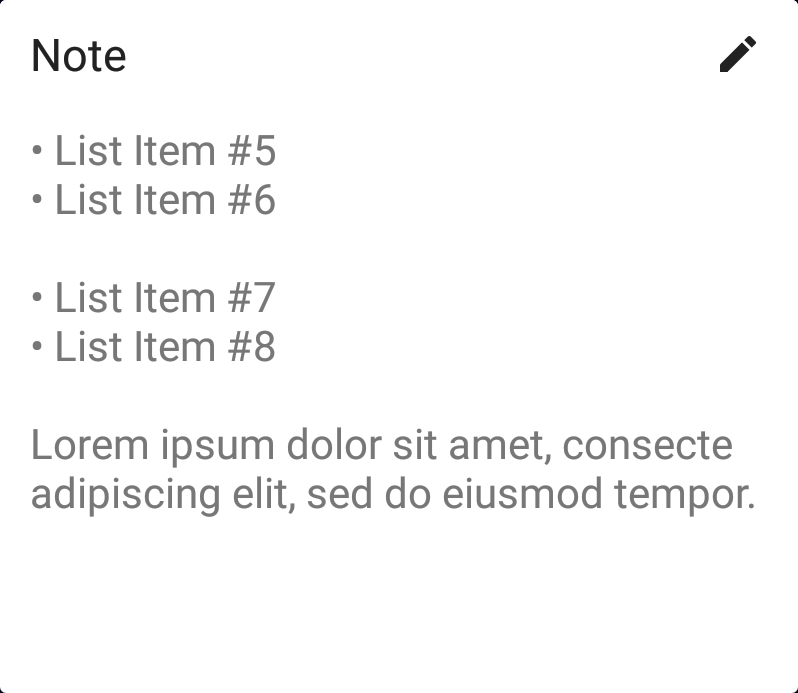 Note
• List Item #5
• List Item #6
• List Item #7
• List Item #8
Lorem ipsum dolor sit amet, consecte
adipiscing elit, sed do eiusmod tempor.